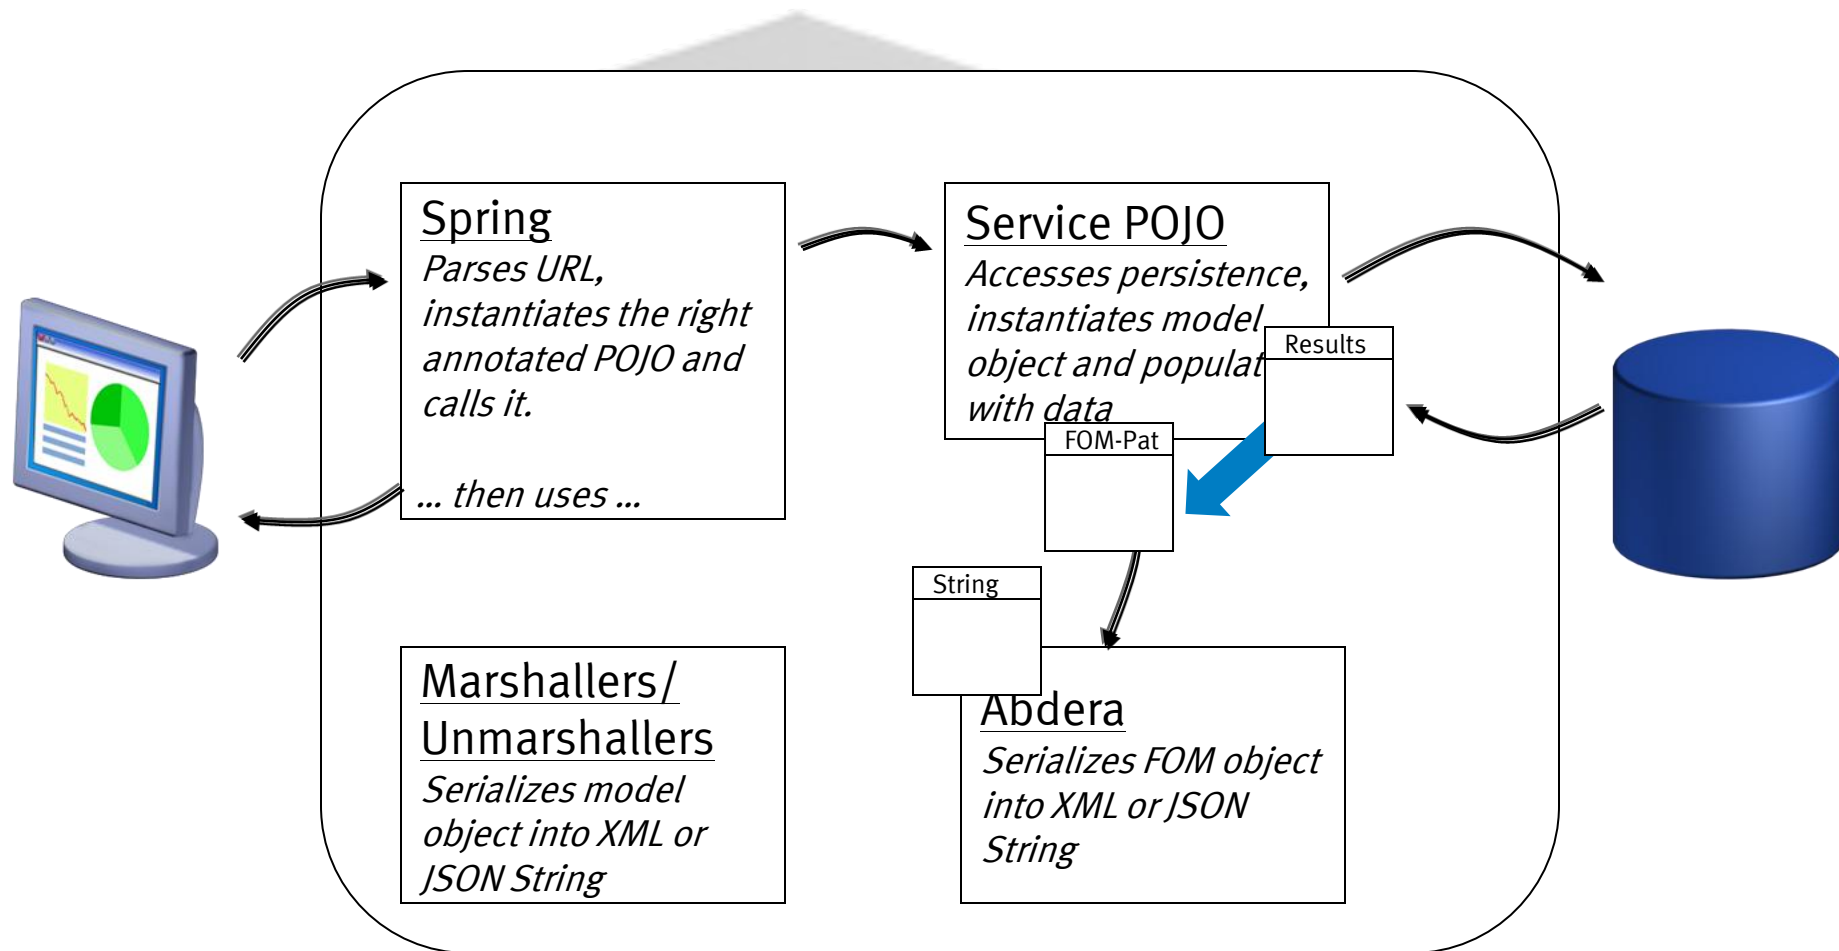 Spring
Parses URL,
instantiates the right
annotated POJO and
calls it.
... then uses ...
Service POJO
Accesses persistence,
instantiates model
object and populat
with data
Results
FOM-Pat
String
Marshallers/
Unmarshallers
Serializes model
object into XML or
JSON String
Abdera
Serializes FOM object
into XML or JSON
String